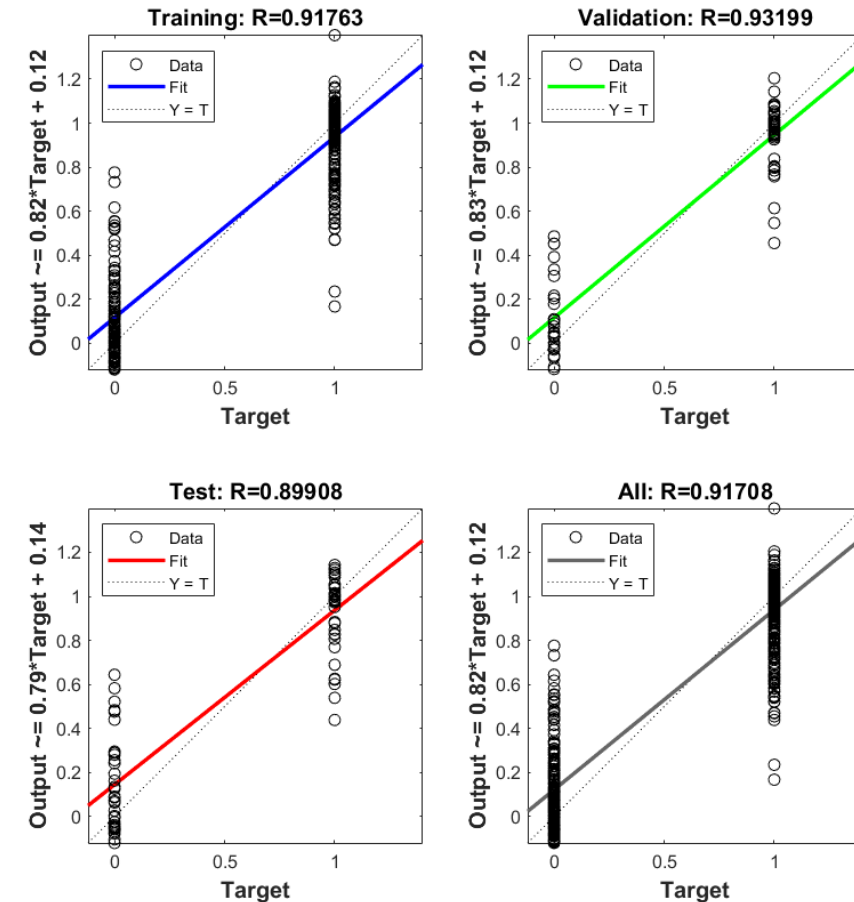 Training: R=0.91763
Output ~= 0.82*Target + 0.12
1.2
1
0.8
0.6
0.4
0.2
0
Data
Fit
Y = T
0
0.5
1
Target
Validation: R=0.93199
Output ~= 0.83*Target + 0.12
1.2
1
0.8
0.6
0.4
0.2
0
Data
Fit
Y = T
0
0.5
1
Target
Test: R=0.89908
Output ~= 0.79*Target + 0.14
1.2
1
0.8
0.6
0.4
0.2
0
Data
Fit
Y = T
0
0.5
1
Target
All: R=0.91708
Output ~= 0.82*Target + 0.12
1.2
1
0.8
0.6
0.4
0.2
0
Data
Fit
Y = T
0
0.5
1
Target